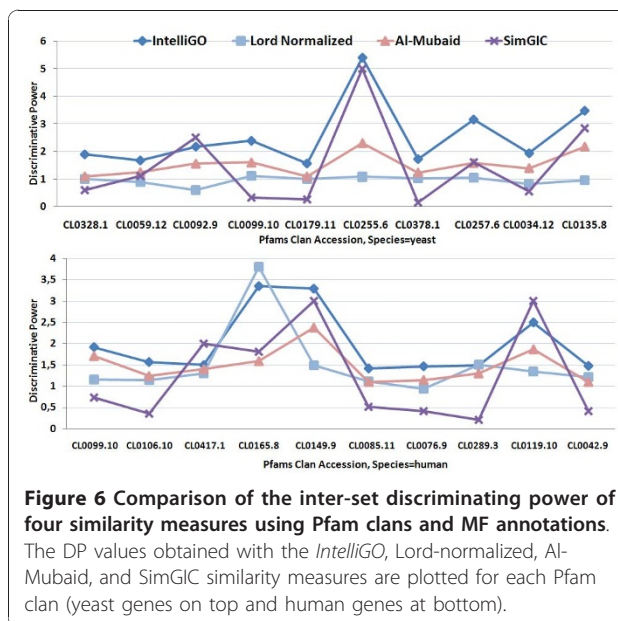 IntelliGO Lord Normalized Al-Mubaid SimGIC
6
5
4
3
2
1
0
Discriminative Power
CL0328.1 CL0059.12 CL0092.9 CL0099.10 CL0179.11 CL0255.6 CL0378.1 CL0257.6 CL0034.12 CL0135.8
Pfams Clan Accession, Species=yeast
4
3,5
3
2,5
2
1,5
1
0,5
0
Discriminative Power
CL0099.10 CL0106.10 CL0417.1 CL0165.8 CL0149.9 CL0085.11 CL0076.9 CL0289.3 CL0119.10 CL0042.9
Pfams Clan Accession, Species=human
Figure 6 Comparison of the inter-set discriminating power of
four similarity measures using Pfam clans and MF annotations.
The DP values obtained with the IntelliGO, Lord-normalized, Al-
Mubaid, and SimGIC similarity measures are plotted for each Pfam
clan (yeast genes on top and human genes at bottom).